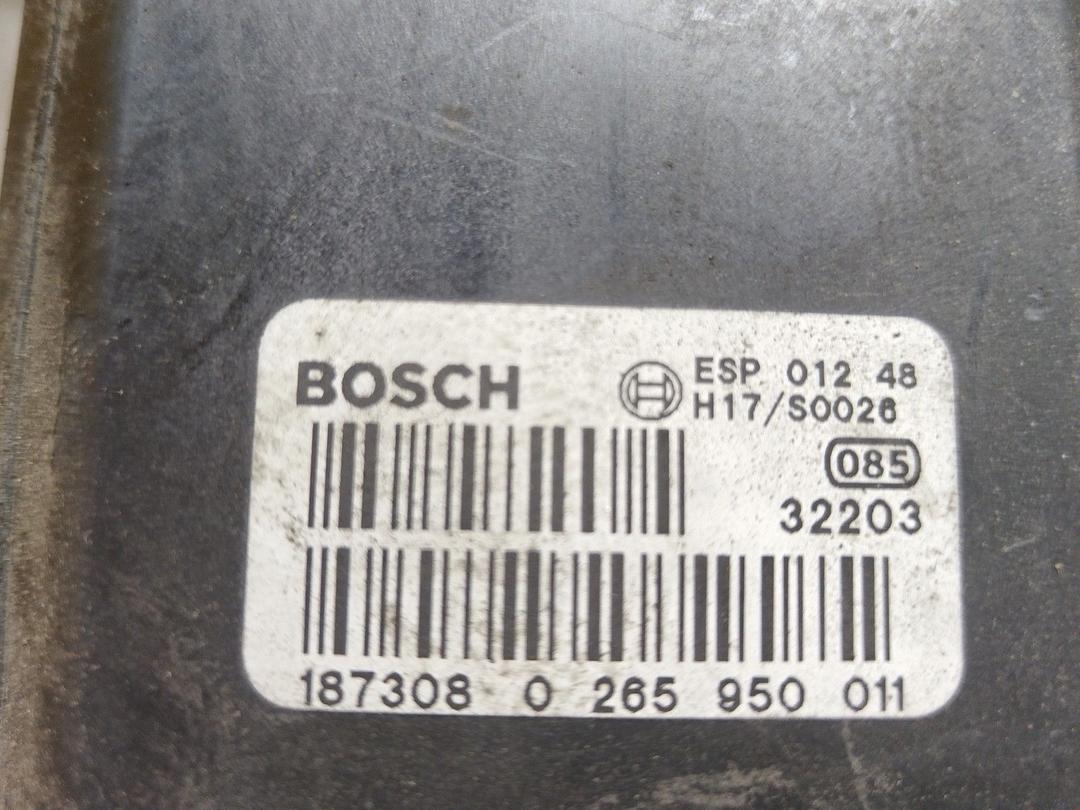 BOSCH
ESP 012 48
H17/S0026
085
32203
187308 0 265 950 011